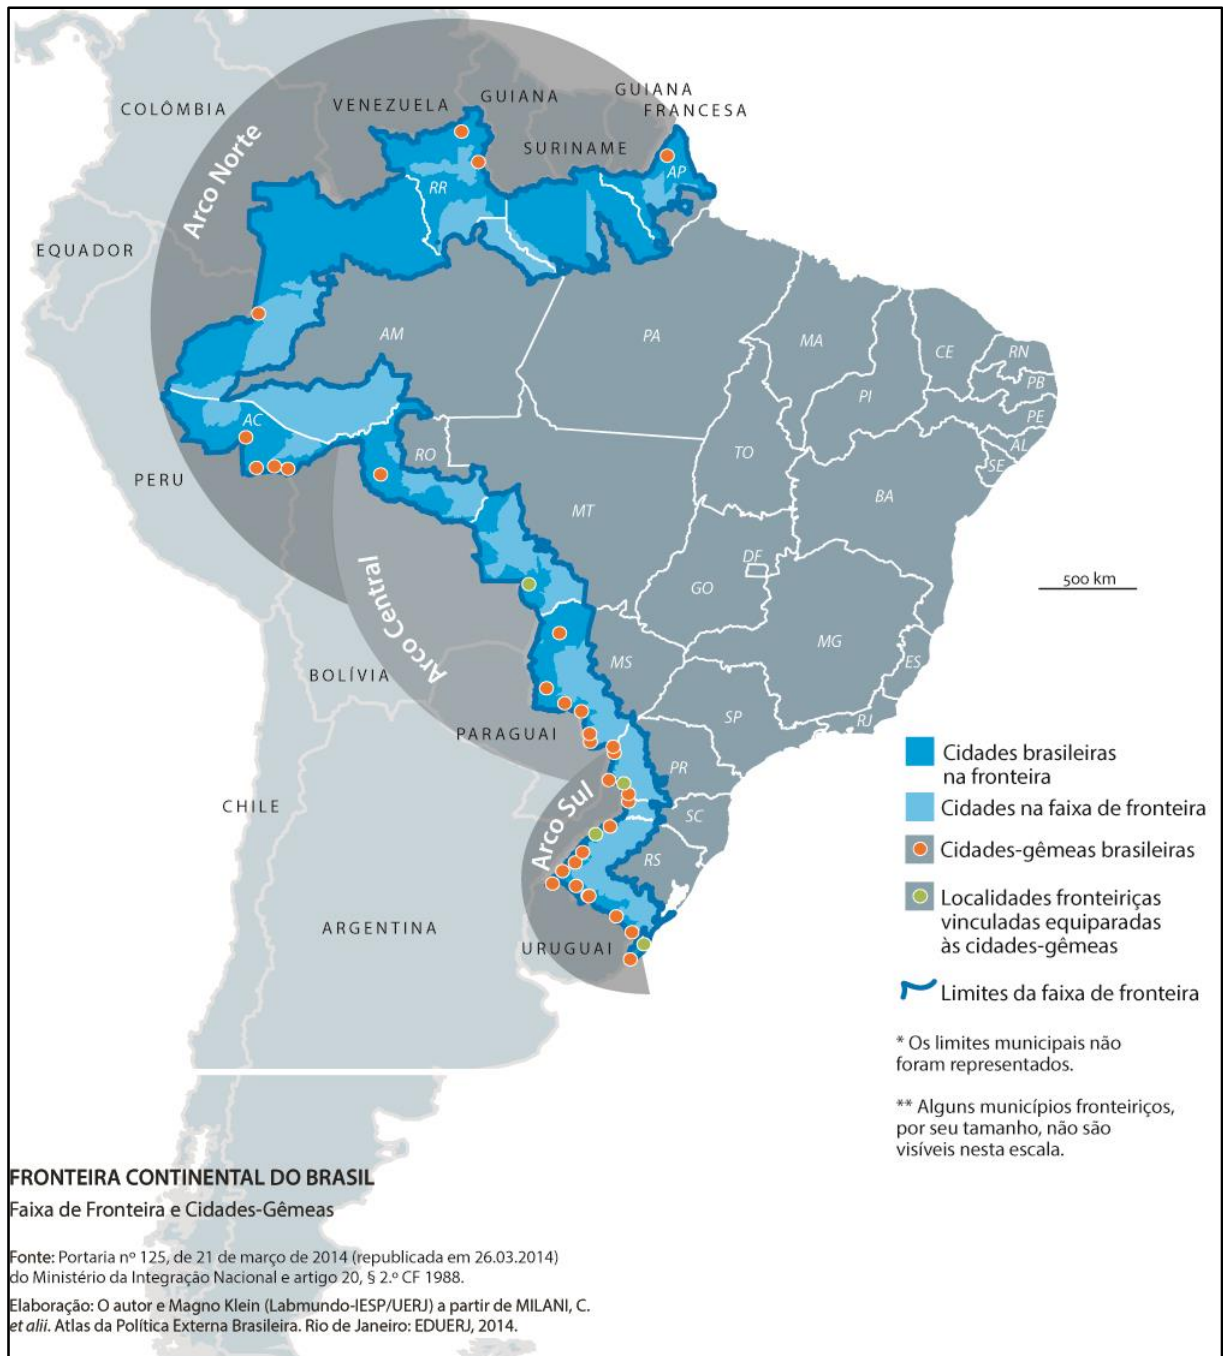 COLÔMBIA
VENEZUELA
GUIANA
GUIANA
FRANCESA
SURINAME
Arco Norte
RR
AP
EQUADOR
AM
PA
MA
CE
RN
PB
PE
AL
SE
PI
AC
RO
TO
BA
PERU
MT
DF
GO
500 km
Arco Central
MG
ES
MS
BOLÍVIA
SP
RJ
PARAGUAI
PR
SC
CHILE
Arco Sul
RS
ARGENTINA
URUGUAI
Cidades brasileiras
na fronteira
Cidades na faixa de fronteira
Cidades-gêmeas brasileiras
Localidades fronteiriças
vinculadas equiparadas
às cidades-gêmeas
Limites da faixa de fronteira
* Os limites municipais não
foram representados.
** Alguns municípios fronteiriços,
por seu tamanho, não são
visíveis nesta escala.
FRONTEIRA CONTINENTAL DO BRASIL
Faixa de Fronteira e Cidades-Gêmeas
Fonte: Portaria nº 125, de 21 de março de 2014 (republicada em 26.03.2014)
do Ministério da Integração Nacional e artigo 20, § 2.º CF 1988.
Elaboração: O autor e Magno Klein (Labmundo-IESP/UERJ) a partir de MILANI, C.
et alii. Atlas da Política Externa Brasileira. Rio de Janeiro: EDUERJ, 2014.